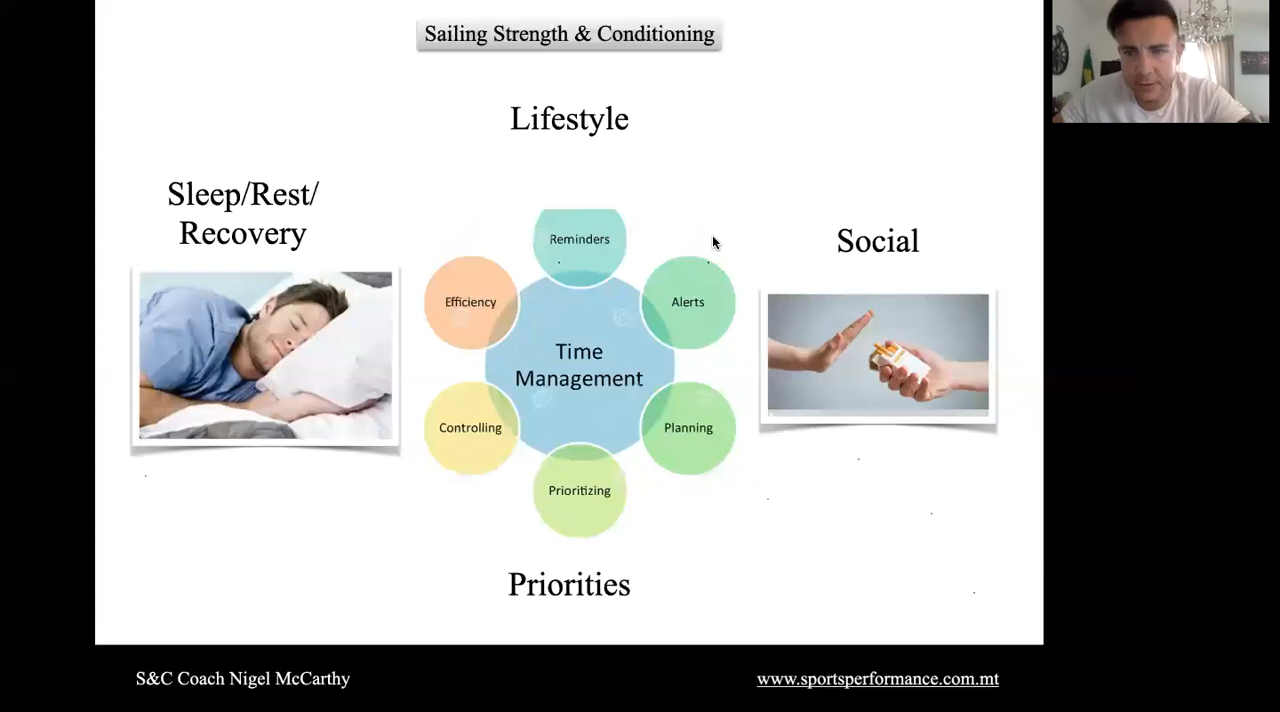 Sailing Strength & Conditioning
Lifestyle
Sleep/Rest/
Recovery
Social
Reminders
Efficiency
Alerts
Time
Management
Controlling
Planning
Prioritizing
Priorities
S&C Coach Nigel McCarthy
www.sportsperformance.com.mt